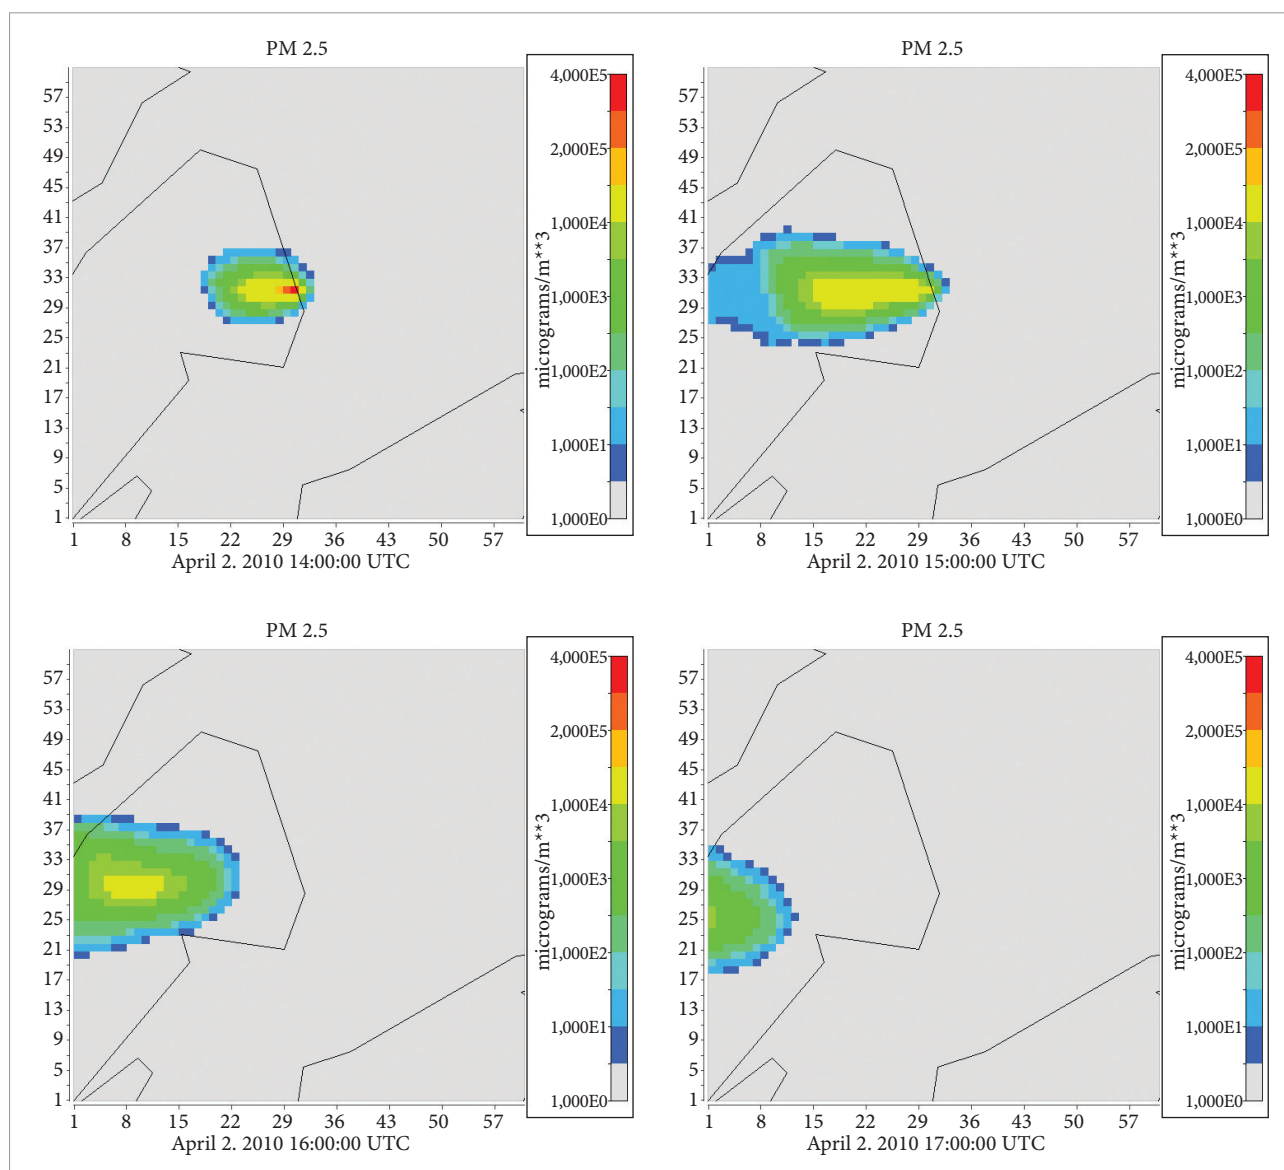 PM 2.5
4,000E5
2,000E5
1,000E4
1,000E3
1,000E2
1,000E1
1,000E0
micrograms/m**3
57
53
49
45
41
37
33
29
25
21
17
13
9
5
1
1 8 15 22 29 36 43 50 57
April 2. 2010 14:00:00 UTC
PM 2.5
4,000E5
2,000E5
1,000E4
1,000E3
1,000E2
1,000E1
1,000E0
micrograms/m**3
57
53
49
45
41
37
33
29
25
21
17
13
9
5
1
1 8 15 22 29 36 43 50 57
April 2. 2010 15:00:00 UTC
PM 2.5
4,000E5
2,000E5
1,000E4
1,000E3
1,000E2
1,000E1
1,000E0
micrograms/m**3
57
53
49
45
41
37
33
29
25
21
17
13
9
5
1
1 8 15 22 29 36 43 50 57
April 2. 2010 16:00:00 UTC
PM 2.5
4,000E5
2,000E5
1,000E4
1,000E3
1,000E2
1,000E1
1,000E0
micrograms/m**3
57
53
49
45
41
37
33
29
25
21
17
13
9
5
1
1 8 15 22 29 36 43 50 57
April 2. 2010 17:00:00 UTC